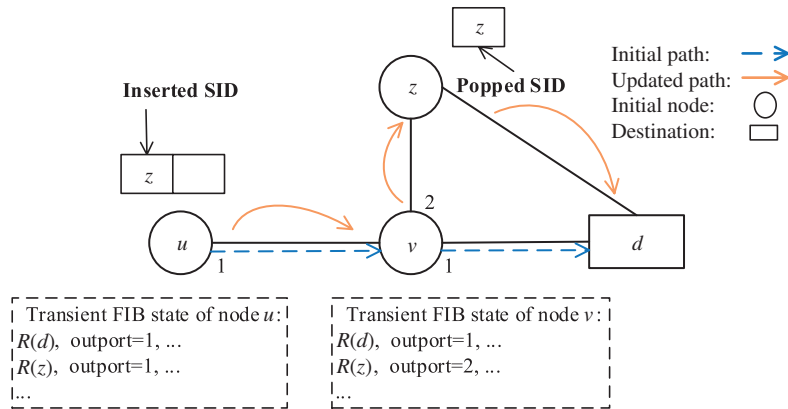 z
Initial path:
Updated path:
Initial node:
Destination:
Inserted SID
Popped SID
z
z
u
1
v
2
1
d
Transient FIB state of node u:
R(d), outport=1, ...
R(z), outport=1, ...
...
Transient FIB state of node v:
R(d), outport=1, ...
R(z), outport=2, ...
...